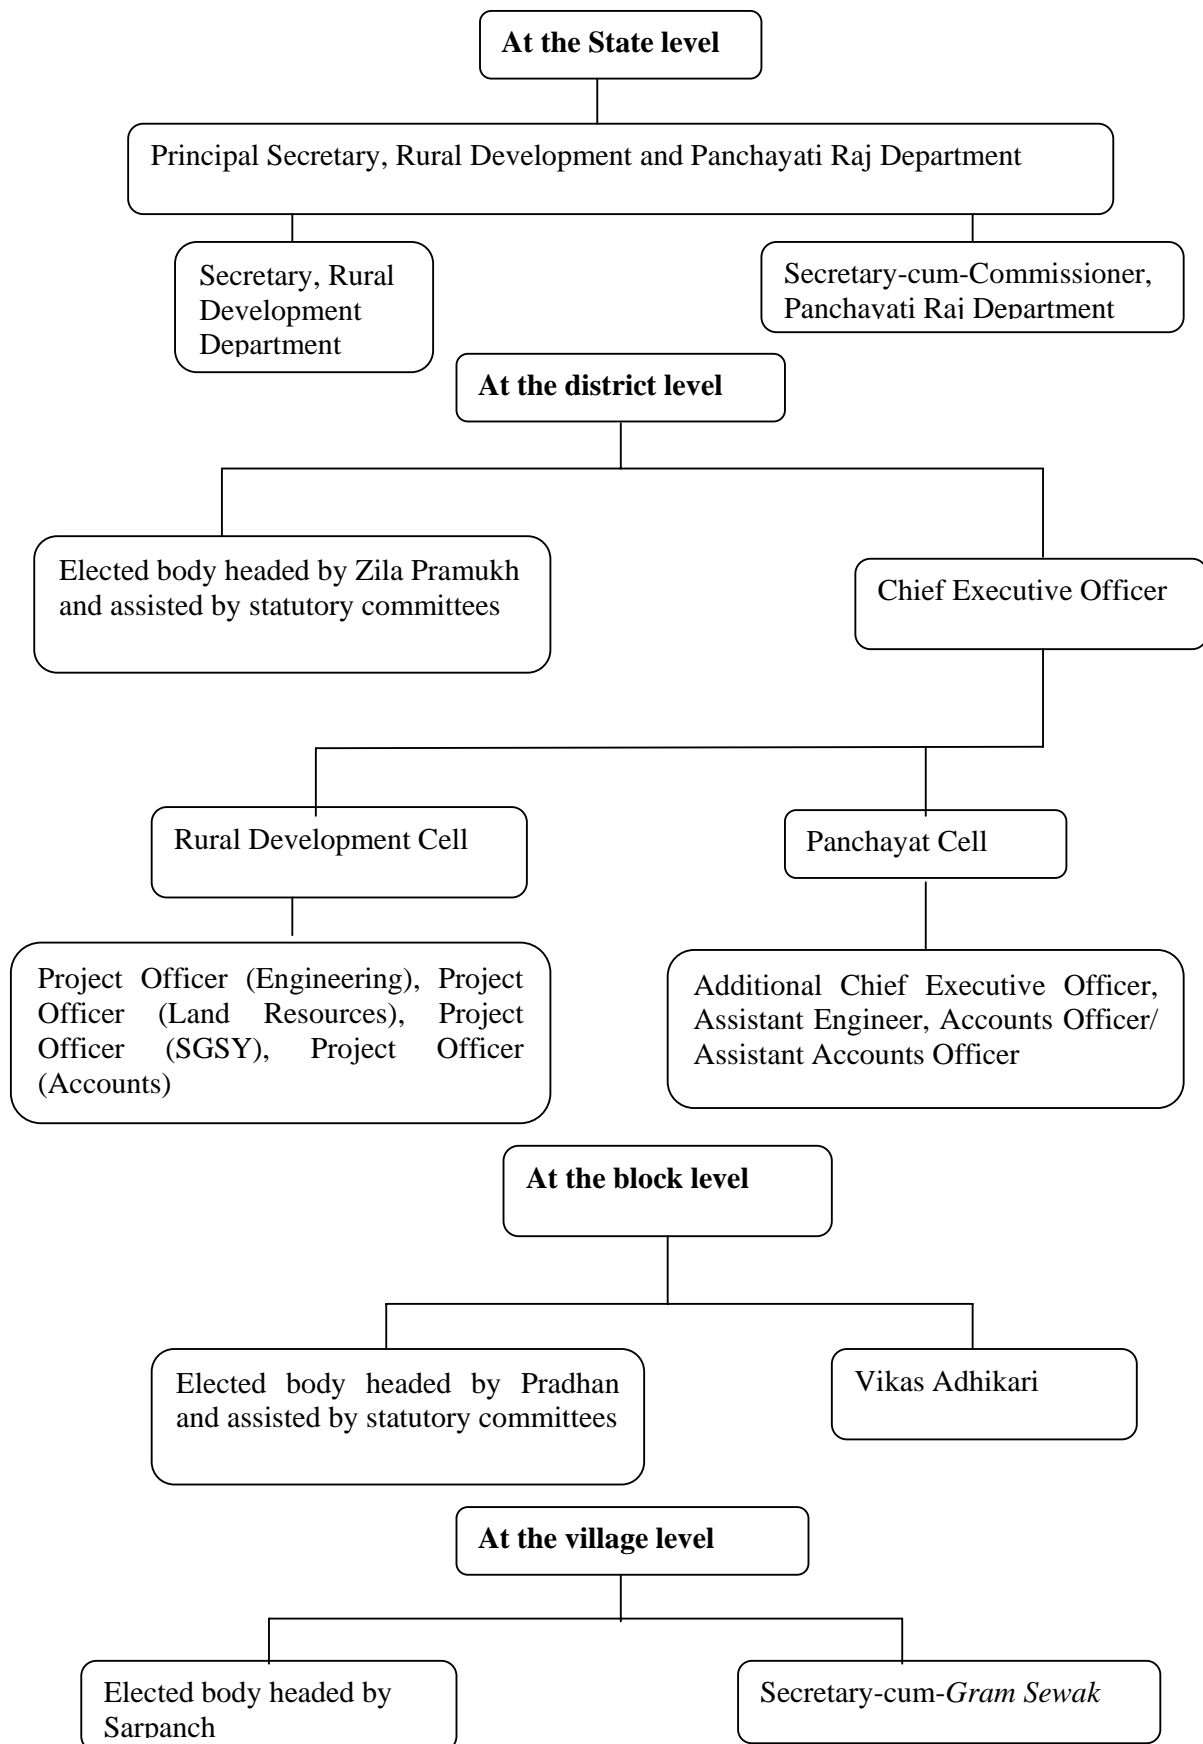 At the State level
Principal Secretary, Rural Development and Panchayati Raj Department
Secretary, Rural
Development
Department
Secretary-cum-Commissioner,
Panchayati Raj Department
At the district level
Elected body headed by Zila Pramukh
and assisted by statutory committees
Chief Executive Officer
Rural Development Cell
Panchayat Cell
Project Officer (Engineering), Project
Officer (Land Resources), Project
Officer (SGSY), Project Officer
(Accounts)
Additional Chief Executive Officer,
Assistant Engineer, Accounts Officer/
Assistant Accounts Officer
At the block level
Elected body headed by Pradhan
and assisted by statutory committees
Vikas Adhikari
At the village level
Elected body headed by
Sarpanch
Secretary-cum-Gram Sewak